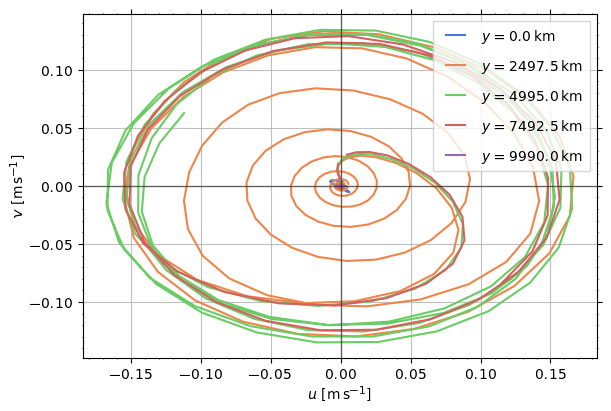 y = 0.0 km
y = 2497.5 km
y = 4995.0 km
y = 7492.5 km
y = 9990.0 km
0.10
0.05
0.00
−0.05
−0.10
v [m s⁻¹]
−0.15 −0.10 −0.05 0.00 0.05 0.10 0.15
u [m s⁻¹]